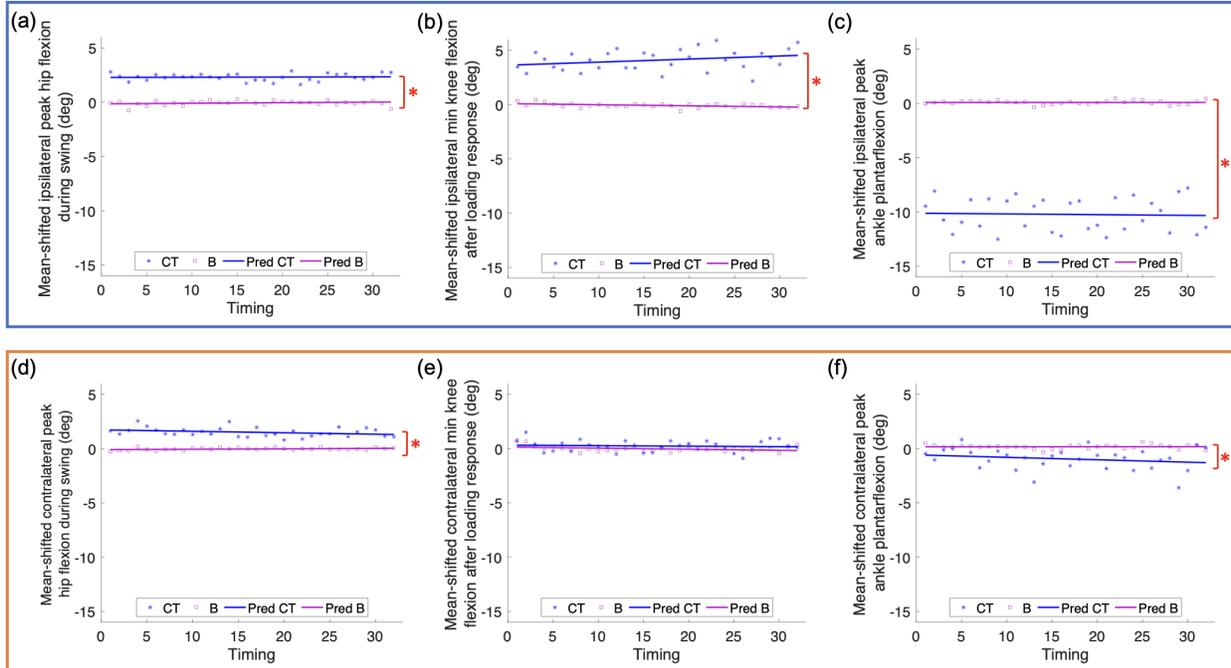 (a)
Mean-shifted ipsilateral peak hip flexion
during swing (deg)
5
0
-5
-10
-15
CT B Pred CT Pred B
0 5 10 15 20 25 30
Timing
*
(b)
Mean-shifted ipsilateral min knee flexion
after loading response (deg)
5
0
-5
-10
-15
CT B Pred CT Pred B
0 5 10 15 20 25 30
Timing
*
(c)
Mean-shifted ipsilateral peak
ankle plantarflexion (deg)
5
0
-5
-10
-15
CT B Pred CT Pred B
0 5 10 15 20 25 30
Timing
*
(d)
Mean-shifted contralateral peak
hip flexion during swing (deg)
5
0
-5
-10
-15
CT B Pred CT Pred B
0 5 10 15 20 25 30
Timing
*
(e)
Mean-shifted contralateral min knee
flexion after loading response (deg)
5
0
-5
-10
-15
CT B Pred CT Pred B
0 5 10 15 20 25 30
Timing
(f)
Mean-shifted contralateral peak
ankle plantarflexion (deg)
5
0
-5
-10
-15
CT B Pred CT Pred B
0 5 10 15 20 25 30
Timing
*